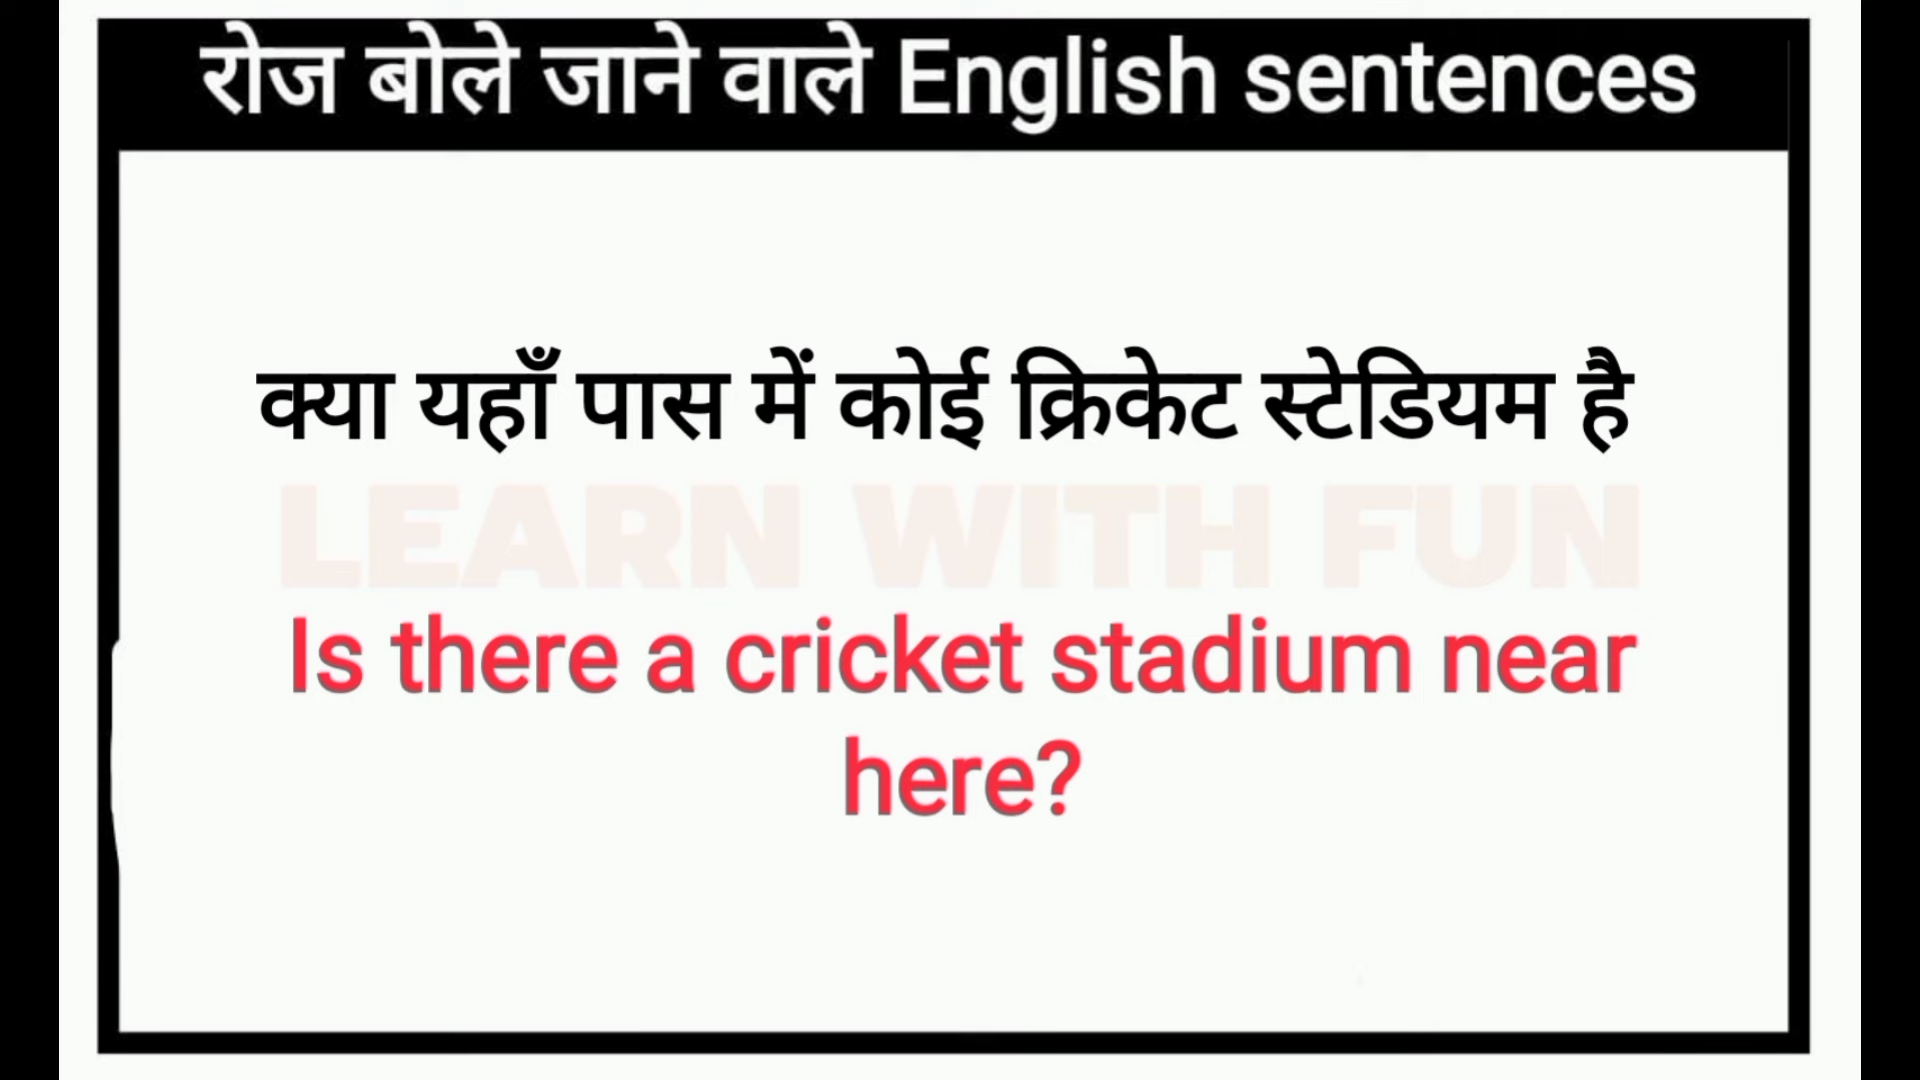 रोज बोले जाने वाले English sentences
क्या यहाँ पास में कोई क्रिकेट स्टेडियम है
LEARN WITH FUN
Is there a cricket stadium near
here?